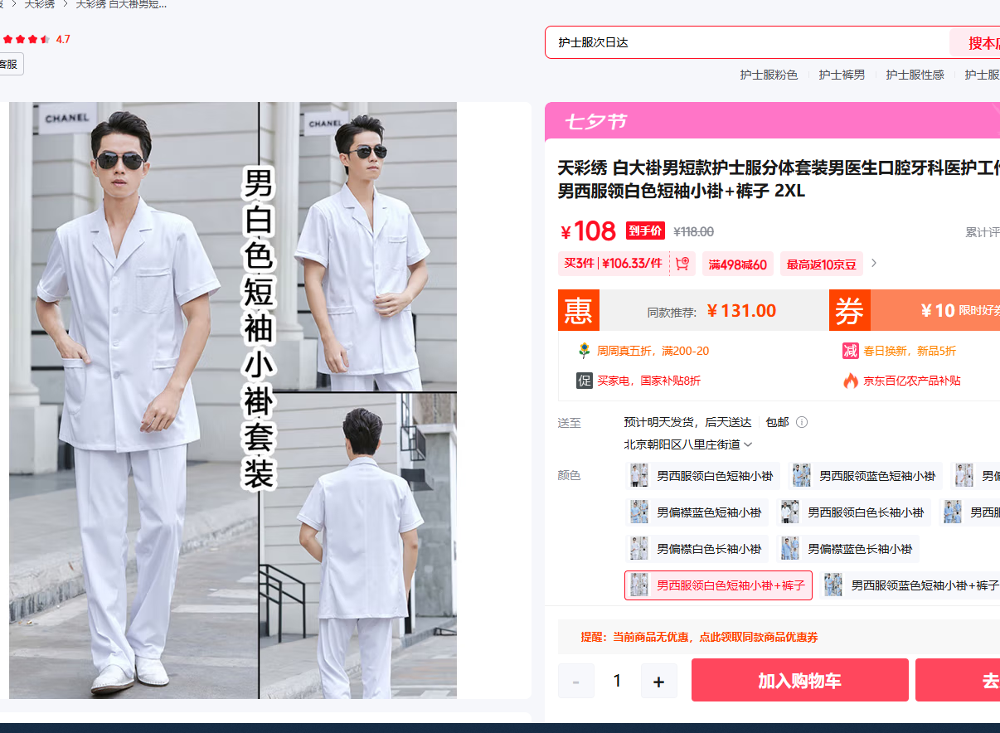 天彩绣 > 天彩绣 白大褂男短...
4.7
客服
护士服次日达
搜本店
护士服粉色 护士裤男 护士服性感 护士服
CHANEL
CHANEL
男白色短袖小褂套装
七夕节
天彩绣 白大褂男短款护士服分体套装男医生口腔牙科医护工作
男西服领白色短袖小褂+裤子 2XL
¥108 到手价 ¥118.00
累计评
买3件 | ¥106.33/件 满498减60 最高返10京豆 >
惠 同款推荐: ¥131.00 券 ¥10 限时好券
周周真五折，满200-20 减 春日换新，新品5折
促 买家电，国家补贴8折 京东百亿农产品补贴
送至 预计明天发货，后天送达 包邮
北京朝阳区八里庄街道
颜色 男西服领白色短袖小褂 男西服领蓝色短袖小褂 男偏
男偏襟蓝色短袖小褂 男西服领白色长袖小褂 男西服
男偏襟白色长袖小褂 男偏襟蓝色长袖小褂
男西服领白色短袖小褂+裤子 男西服领蓝色短袖小褂+裤子
提醒：当前商品无优惠，点此领取同款商品优惠券
- 1 + 加入购物车 去